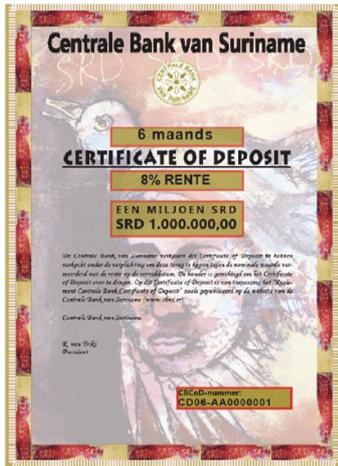 Centrale Bank van Suriname
CENTRALE BANK
VAN SURINAME
6 maands
CERTIFICATE OF DEPOSIT
8% RENTE
EEN MILJOEN SRD
SRD 1.000.000,00
De Centrale Bank van Suriname verklaart dit Certificate of Deposit te hebben
verkocht onder de verplichting om deze terug te kopen tegen de nominale waarde ver-
meerderd met de rente op de vervaldatum. De houder is gerechtigd om het Certificate
of Deposit over te dragen. Op dit Certificate of Deposit is van toepassing het "Regle-
ment Centrale Bank Certificate of Deposit" zoals gepubliceerd op de website van de
Centrale Bank van Suriname (www.cbvs.sr).
Centrale Bank van Suriname
R. van Trikt
President
CBCoD-nummer:
CD06-AA0000001